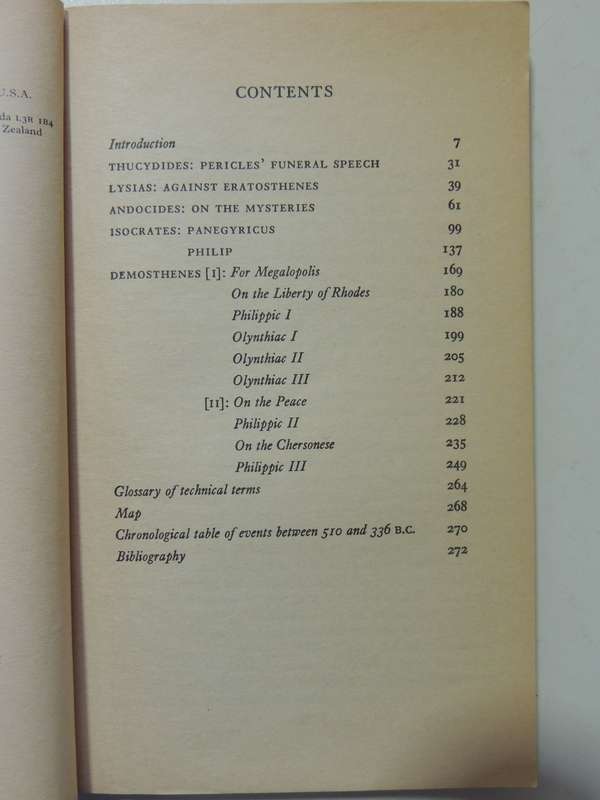 U.S.A.
da L3R 1B4
Zealand
CONTENTS
Introduction 7
THUCYDIDES: PERICLES' FUNERAL SPEECH 31
LYSIAS: AGAINST ERATOSTHENES 39
ANDOCIDES: ON THE MYSTERIES 61
ISOCRATES: PANEGYRICUS 99
PHILIP 137
DEMOSTHENES [I]: For Megalopolis 169
On the Liberty of Rhodes 180
Philippic I 188
Olynthiac I 199
Olynthiac II 205
Olynthiac III 212
[II]: On the Peace 221
Philippic II 228
On the Chersonese 235
Philippic III 249
Glossary of technical terms 264
Map 268
Chronological table of events between 510 and 336 B.C. 270
Bibliography 272